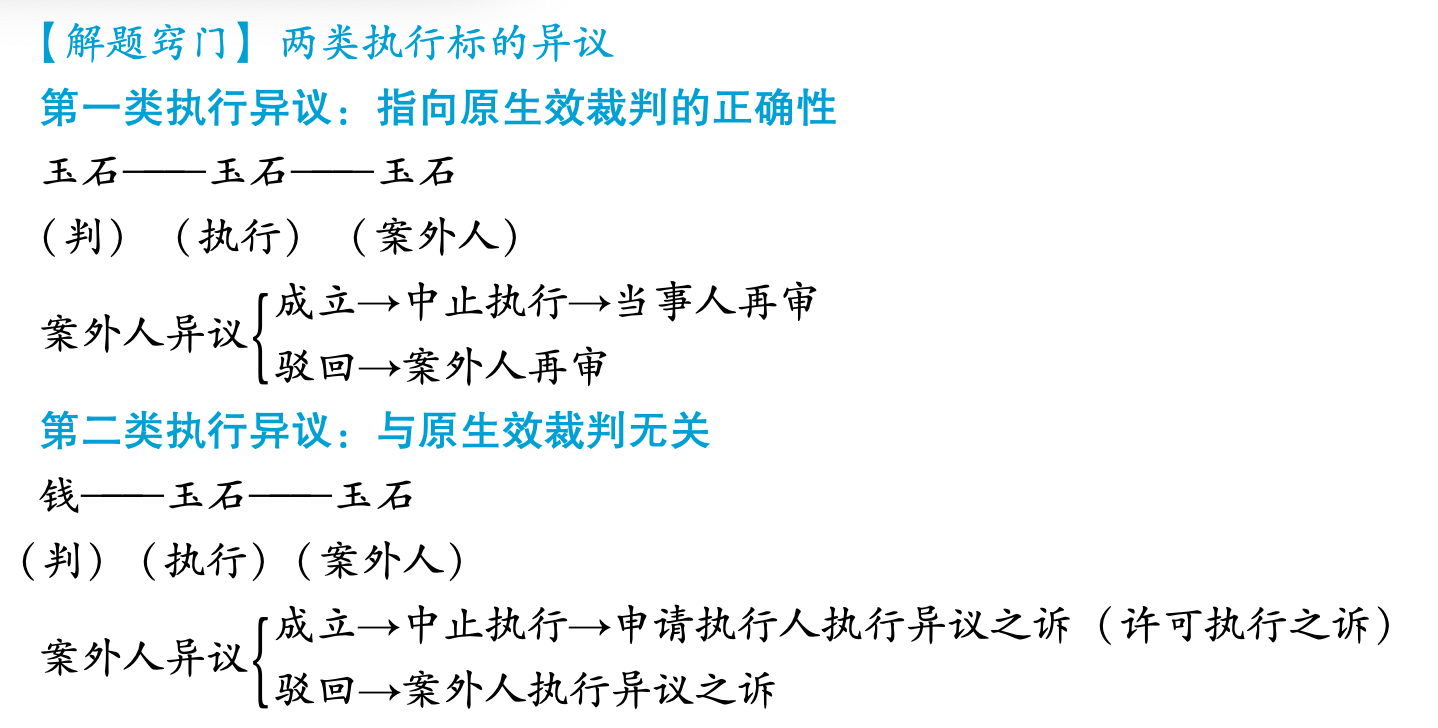 【解题窍门】两类执行标的异议
第一类执行异议：指向原生效裁判的正确性
玉石——玉石——玉石
（判）（执行）（案外人）
成立→中止执行→当事人再审
案外人异议
驳回→案外人再审
第二类执行异议：与原生效裁判无关
钱——玉石——玉石
（判）（执行）（案外人）
成立→中止执行→申请执行人执行异议之诉（许可执行之诉）
案外人异议
驳回→案外人执行异议之诉